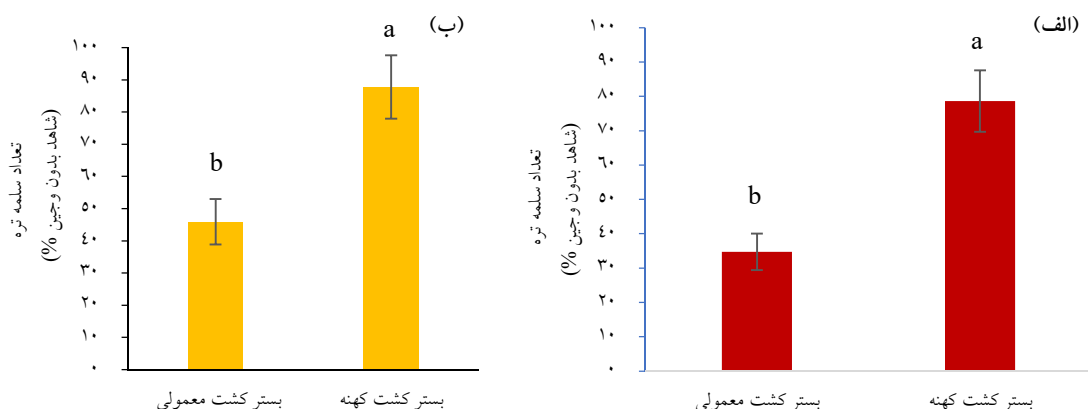 (الف)
تعداد سلمه تره
(شاهد بدون وجین %)
۱۰۰
۹۰
۸۰
۷۰
۶۰
۵۰
۴۰
۳۰
۲۰
۱۰
۰
a
b
بستر کشت کهنه
بستر کشت معمولی
(ب)
تعداد سلمه تره
(شاهد بدون وجین %)
۱۰۰
۹۰
۸۰
۷۰
۶۰
۵۰
۴۰
۳۰
۲۰
۱۰
۰
a
b
بستر کشت کهنه
بستر کشت معمولی